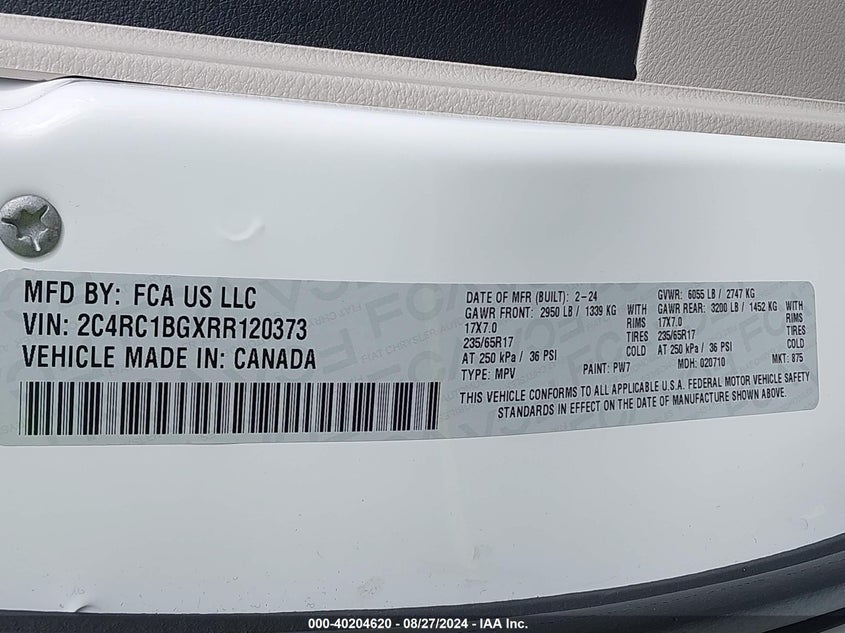 MFD BY: FCA US LLC
VIN: 2C4RC1BGXRR120373
VEHICLE MADE IN: CANADA
DATE OF MFR (BUILT): 2-24 GVWR: 6055 LB / 2747 KG
GAWR FRONT: 2950 LB / 1339 KG WITH GAWR REAR: 3200 LB / 1452 KG WITH
17X7.0 RIMS 17X7.0 RIMS
235/65R17 TIRES 235/65R17 TIRES
AT 250 kPa / 36 PSI COLD AT 250 kPa / 36 PSI COLD
TYPE: MPV PAINT: PW7 MDH: 020710 MKT: 875
THIS VEHICLE CONFORMS TO ALL APPLICABLE U.S.A. FEDERAL MOTOR VEHICLE SAFETY
STANDARDS IN EFFECT ON THE DATE OF MANUFACTURE SHOWN ABOVE.
000-40204620 - 08/27/2024 - IAA Inc.